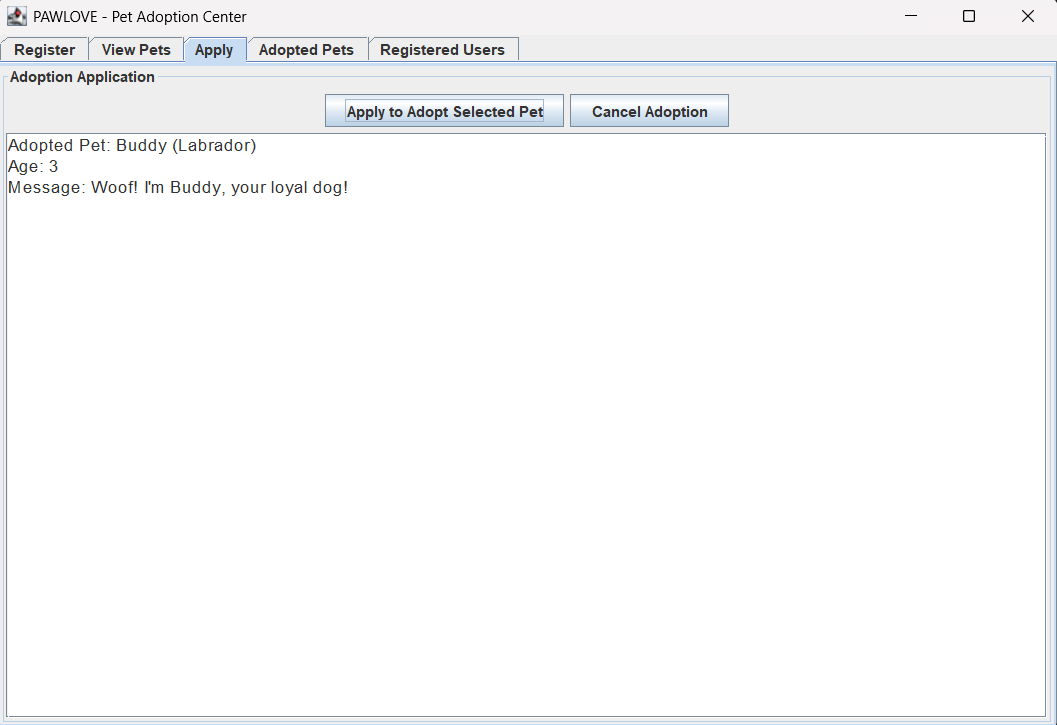 PAWLOVE - Pet Adoption Center
Register View Pets Apply Adopted Pets Registered Users
Adoption Application
Apply to Adopt Selected Pet Cancel Adoption
Adopted Pet: Buddy (Labrador)
Age: 3
Message: Woof! I'm Buddy, your loyal dog!